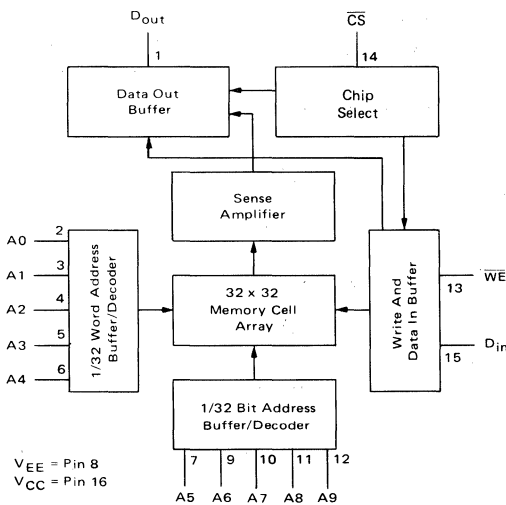 Dout
CS
1
14
Data Out
Buffer
Chip
Select
Sense
Amplifier
A0 2
A1 3
A2 4
A3 5
A4 6
1/32 Word Address
Buffer/Decoder
32 x 32
Memory Cell
Array
Write And
Data In Buffer
WE
13
Din
15
1/32 Bit Address
Buffer/Decoder
7 9 10 11 12
A5 A6 A7 A8 A9
VEE = Pin 8
VCC = Pin 16